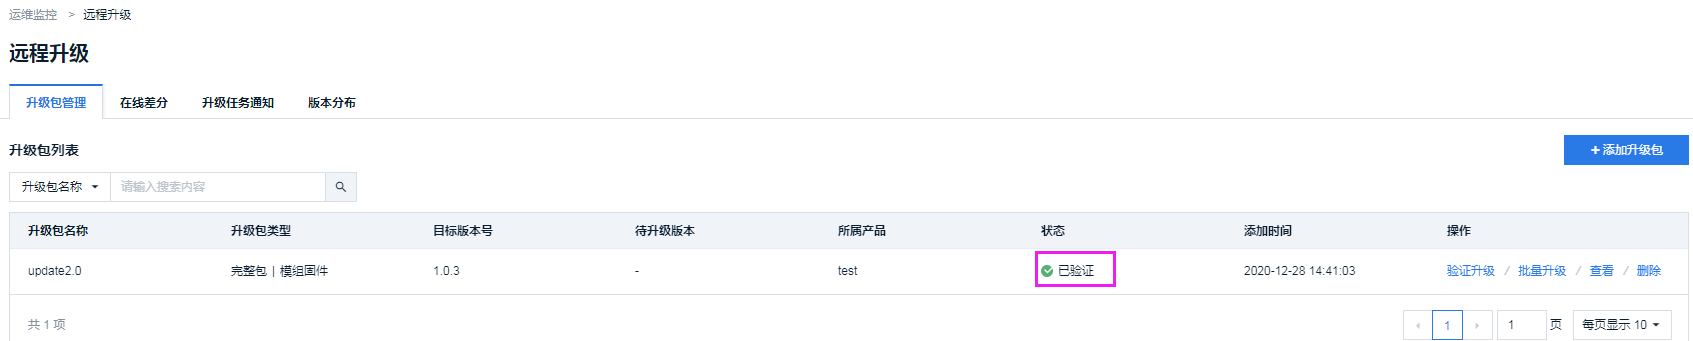 运维监控 > 远程升级
远程升级
升级包管理 在线差分 升级任务通知 版本分布
升级包列表
+添加升级包
升级包名称 请输入搜索内容
升级包名称 升级包类型 目标版本号 待升级版本 所属产品 状态 添加时间 操作
update2.0 完整包 | 模组固件 1.0.3 - test 已验证 2020-12-28 14:41:03 验证升级 / 批量升级 / 查看 / 删除
共 1 项 1 1 页 每页显示 10